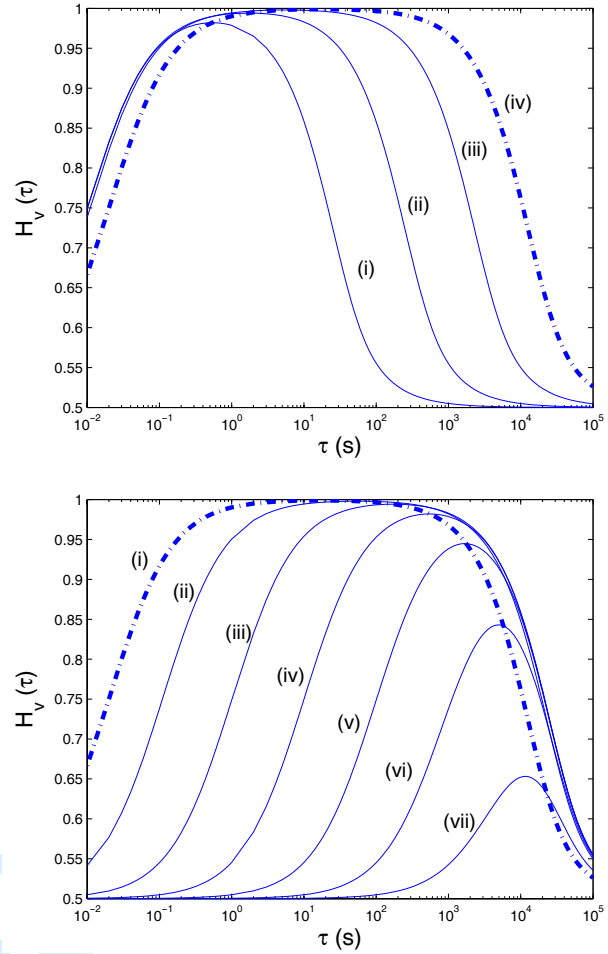 1
0.95
0.9
0.85
0.8
0.75
0.7
0.65
0.6
0.55
0.5
H_v (τ)
(i)
(ii)
(iii)
(iv)
10^-2
10^-1
10^0
10^1
10^2
10^3
10^4
10^5
τ (s)
1
0.95
0.9
0.85
0.8
0.75
0.7
0.65
0.6
0.55
0.5
H_v (τ)
(i)
(ii)
(iii)
(iv)
(v)
(vi)
(vii)
10^-2
10^-1
10^0
10^1
10^2
10^3
10^4
10^5
τ (s)